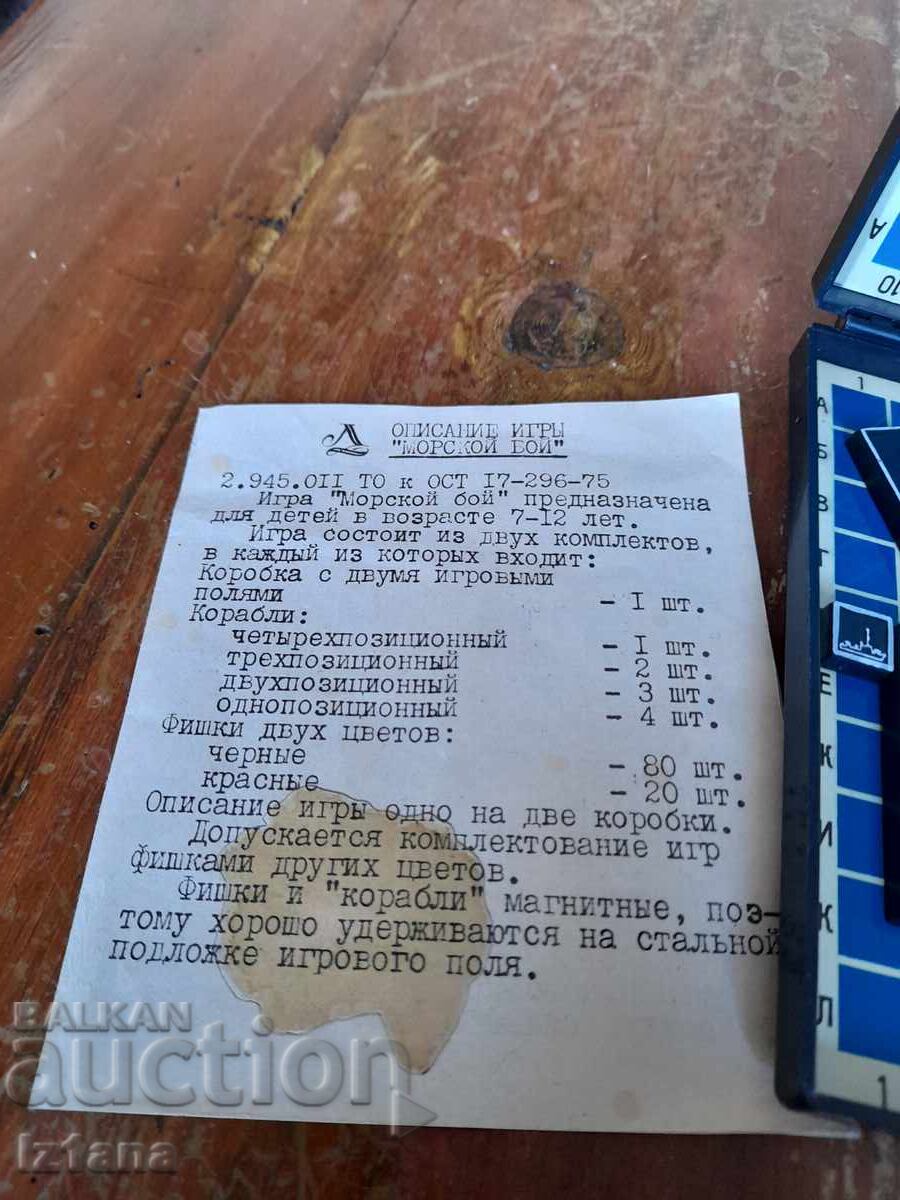 ОПИСАНИЕ ИГРЫ
"МОРСКОЙ БОЙ"
2.945.0II ТО к ОСТ I7-296-75
Игра "Морской бой" предназначена
для детей в возрасте 7-12 лет.
Игра состоит из двух комплектов,
в каждый из которых входит:
Коробка с двумя игровыми
полями - I шт.
Корабли:
четырехпозиционный - I шт.
трехпозиционный - 2 шт.
двухпозиционный - 3 шт.
однопозиционный - 4 шт.
Фишки двух цветов:
черные - 80 шт.
красные - 20 шт.
Описание игры одно на две коробки.
Допускается комплектование игр
фишками других цветов.
Фишки и "корабли" магнитные, поэ-
тому хорошо удерживаются на стальной
подложке игрового поля.
А
10
1
А
Б
В
Г
Е
Ж
И
К
Л
1
BALKAN
auction
Iztana